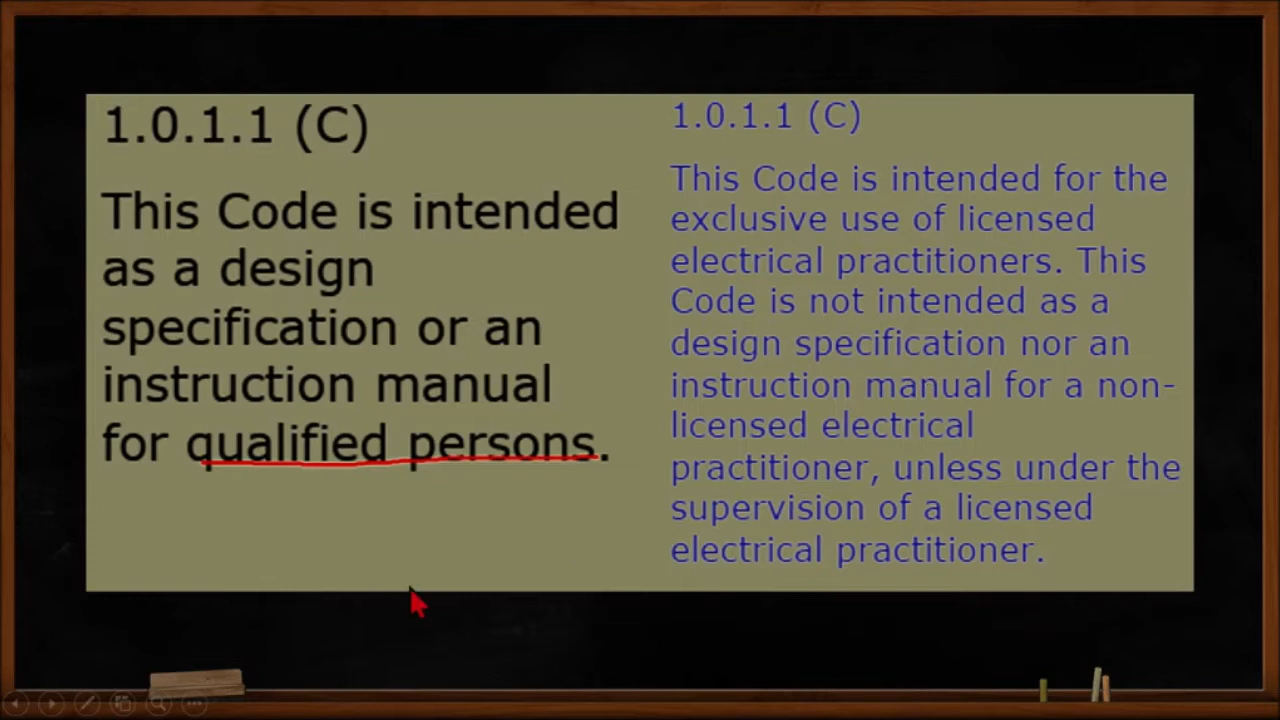 1.0.1.1 (C)
This Code is intended
as a design
specification or an
instruction manual
for qualified persons.
1.0.1.1 (C)
This Code is intended for the
exclusive use of licensed
electrical practitioners. This
Code is not intended as a
design specification nor an
instruction manual for a non-
licensed electrical
practitioner, unless under the
supervision of a licensed
electrical practitioner.